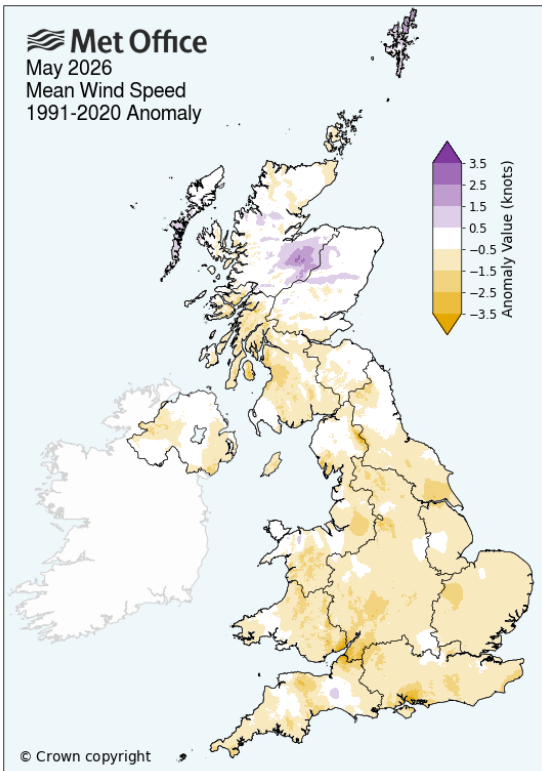 Met Office
May 2026
Mean Wind Speed
1991-2020 Anomaly
3.5
2.5
1.5
0.5
−0.5
−1.5
−2.5
−3.5
Anomaly Value (knots)
© Crown copyright